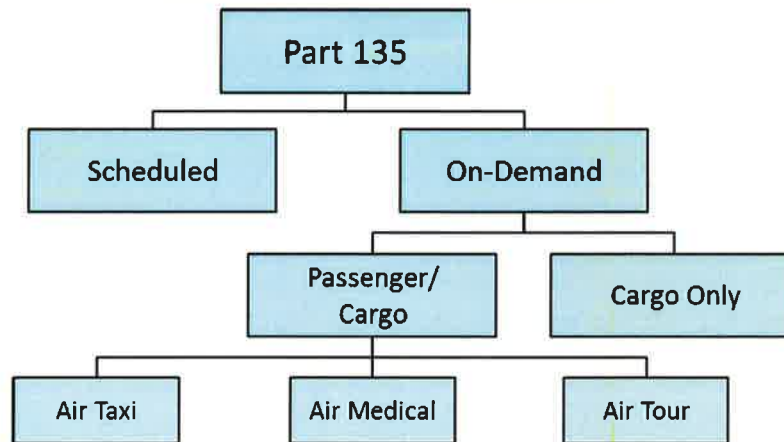 Part 135
Scheduled
On-Demand
Passenger/
Cargo
Cargo Only
Air Taxi
Air Medical
Air Tour